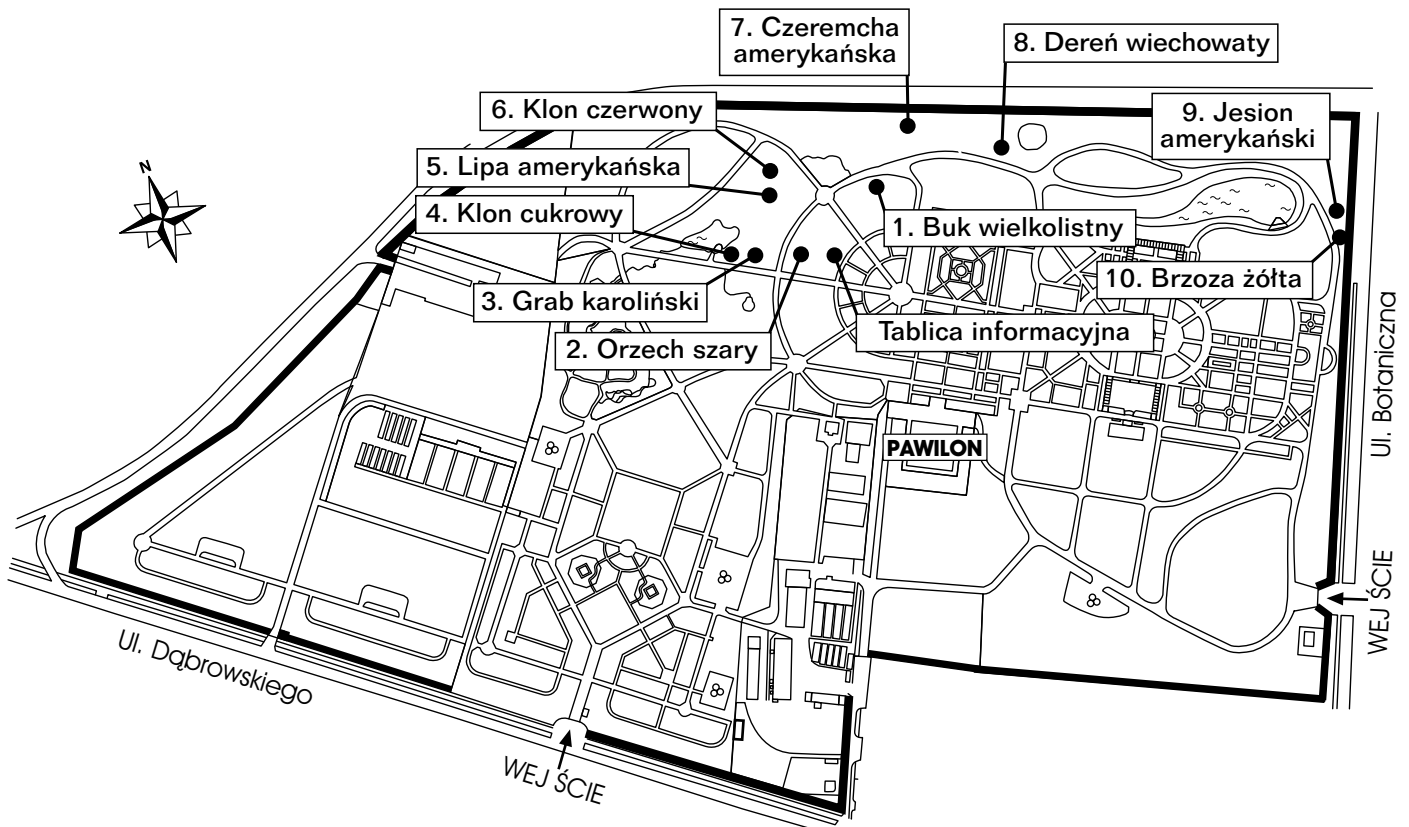 7. Czeremcha
amerykańska
8. Dereń wiechowaty
6. Klon czerwony
9. Jesion
amerykański
5. Lipa amerykańska
4. Klon cukrowy
1. Buk wielkolistny
10. Brzoza żółta
3. Grab karoliński
Tablica informacyjna
2. Orzech szary
N
PAWILON
Ul. Botaniczna
WEJ ŚCIE
Ul. Dąbrowskiego
WEJ ŚCIE